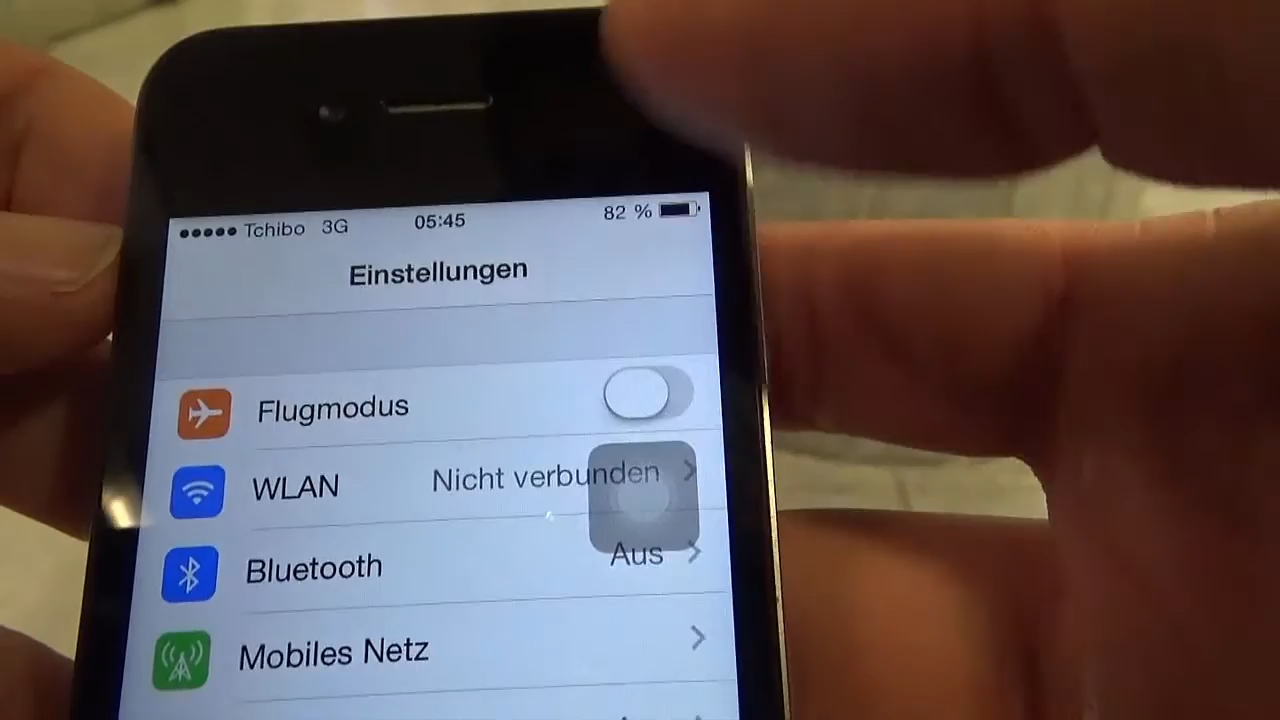 Tchibo 3G 05:45 82 %
Einstellungen
Flugmodus
WLAN Nicht verbunden
Bluetooth Aus
Mobiles Netz